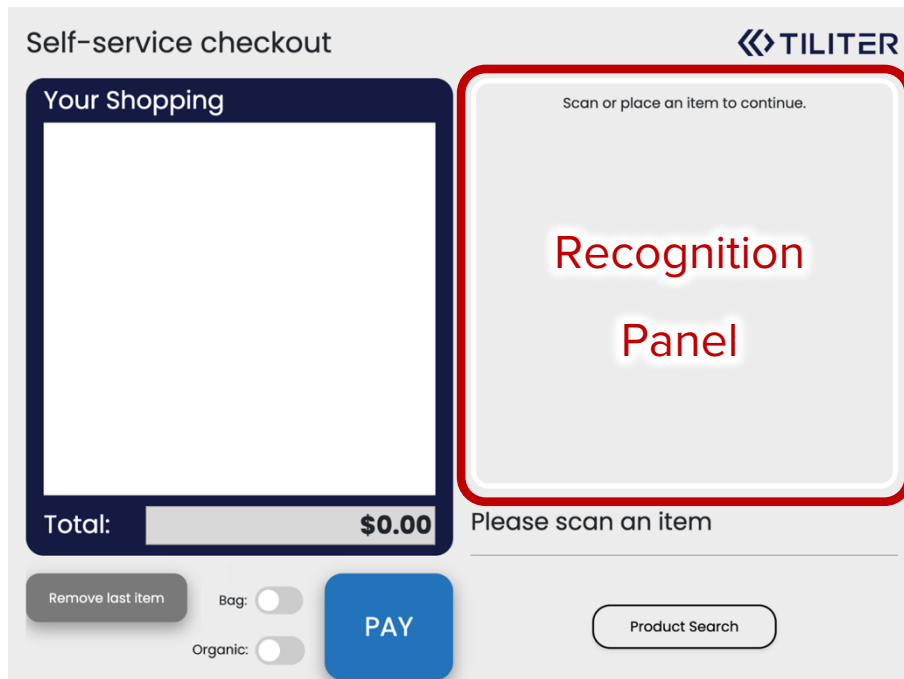 Self-service checkout
TILITER
Your Shopping
Scan or place an item to continue.
Recognition
Panel
Total:
$0.00
Please scan an item
Remove last item
Bag:
Organic:
PAY
Product Search